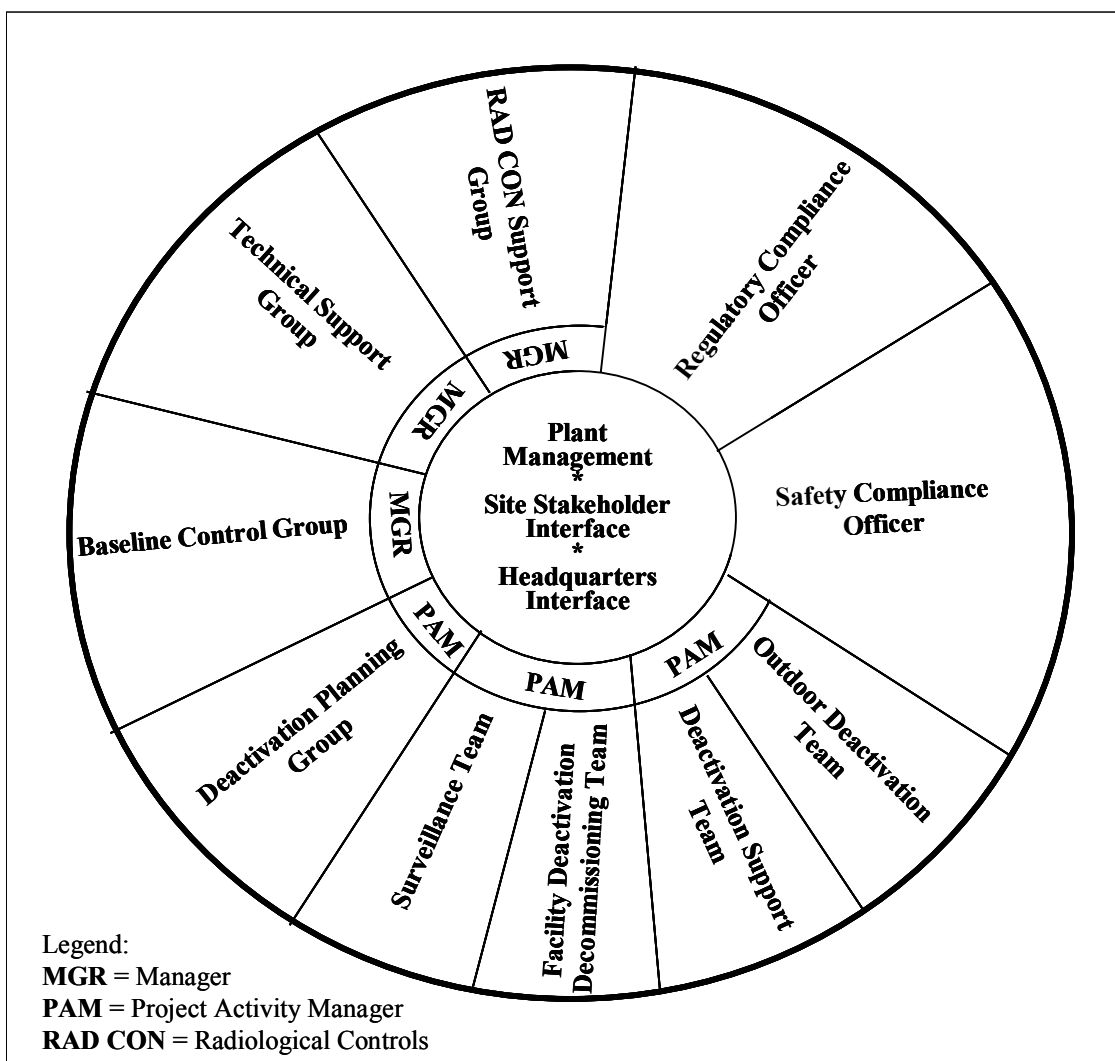 RAD CON Support
Group
Regulatory Compliance
Officer
Technical Support
Group
MGR
MGR
Plant
Management
*
Site Stakeholder
Interface
*
Headquarters
Interface
Safety Compliance
Officer
Baseline Control Group
MGR
PAM
PAM
PAM
Deactivation Planning
Group
Surveillance Team
Facility Deactivation
Decommissioning Team
Deactivation Support
Team
Outdoor Deactivation
Team
Legend:
MGR = Manager
PAM = Project Activity Manager
RAD CON = Radiological Controls